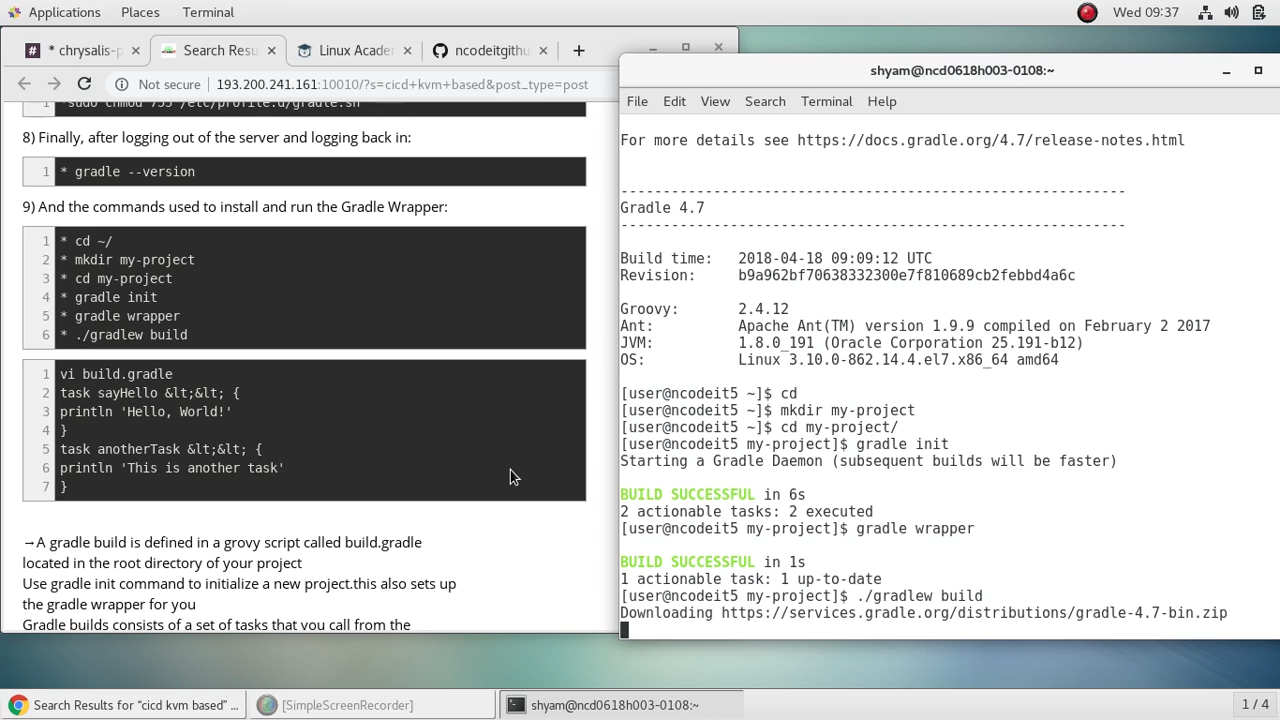 Applications Places Terminal Wed 09:37
* chrysalis-p × Search Resu × Linux Acade × ncodeitgithu × +
Not secure 193.200.241.161:10010/?s=cicd+kvm+based&post_type=post
1 *sudo chmod 755 /etc/profile.d/gradle.sh
8) Finally, after logging out of the server and logging back in:
1 * gradle --version
9) And the commands used to install and run the Gradle Wrapper:
1 * cd ~/
2 * mkdir my-project
3 * cd my-project
4 * gradle init
5 * gradle wrapper
6 * ./gradlew build
1 vi build.gradle
2 task sayHello &lt;&lt; {
3 println 'Hello, World!'
4 }
5 task anotherTask &lt;&lt; {
6 println 'This is another task'
7 }
→A gradle build is defined in a grovy script called build.gradle
located in the root directory of your project
Use gradle init command to initialize a new project.this also sets up
the gradle wrapper for you
Gradle builds consists of a set of tasks that you call from the
shyam@ncd0618h003-0108:~
File Edit View Search Terminal Help
For more details see https://docs.gradle.org/4.7/release-notes.html
------------------------------------------------------------
Gradle 4.7
------------------------------------------------------------
Build time: 2018-04-18 09:09:12 UTC
Revision: b9a962bf70638332300e7f810689cb2febbd4a6c
Groovy: 2.4.12
Ant: Apache Ant(TM) version 1.9.9 compiled on February 2 2017
JVM: 1.8.0_191 (Oracle Corporation 25.191-b12)
OS: Linux 3.10.0-862.14.4.el7.x86_64 amd64
[user@ncodeit5 ~]$ cd
[user@ncodeit5 ~]$ mkdir my-project
[user@ncodeit5 ~]$ cd my-project/
[user@ncodeit5 my-project]$ gradle init
Starting a Gradle Daemon (subsequent builds will be faster)
BUILD SUCCESSFUL in 6s
2 actionable tasks: 2 executed
[user@ncodeit5 my-project]$ gradle wrapper
BUILD SUCCESSFUL in 1s
1 actionable task: 1 up-to-date
[user@ncodeit5 my-project]$ ./gradlew build
Downloading https://services.gradle.org/distributions/gradle-4.7-bin.zip
Search Results for “cicd kvm based” ... [SimpleScreenRecorder] shyam@ncd0618h003-0108:~ 1 / 4